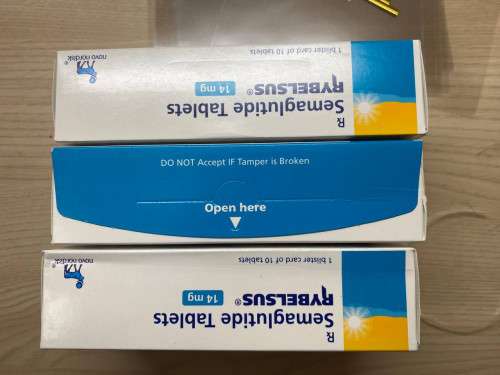 ℞
Semaglutide Tablets
RYBELSUS® 14 mg
1 blister card of 10 tablets
novo nordisk®
DO NOT Accept IF Tamper is Broken
Open here
℞
Semaglutide Tablets
RYBELSUS® 14 mg
1 blister card of 10 tablets
novo nordisk®